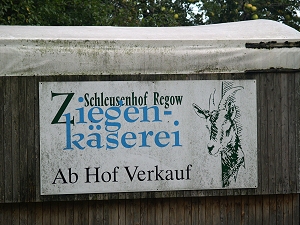 Schleusenhof Regow
Ziegen-
käserei
Ab Hof Verkauf